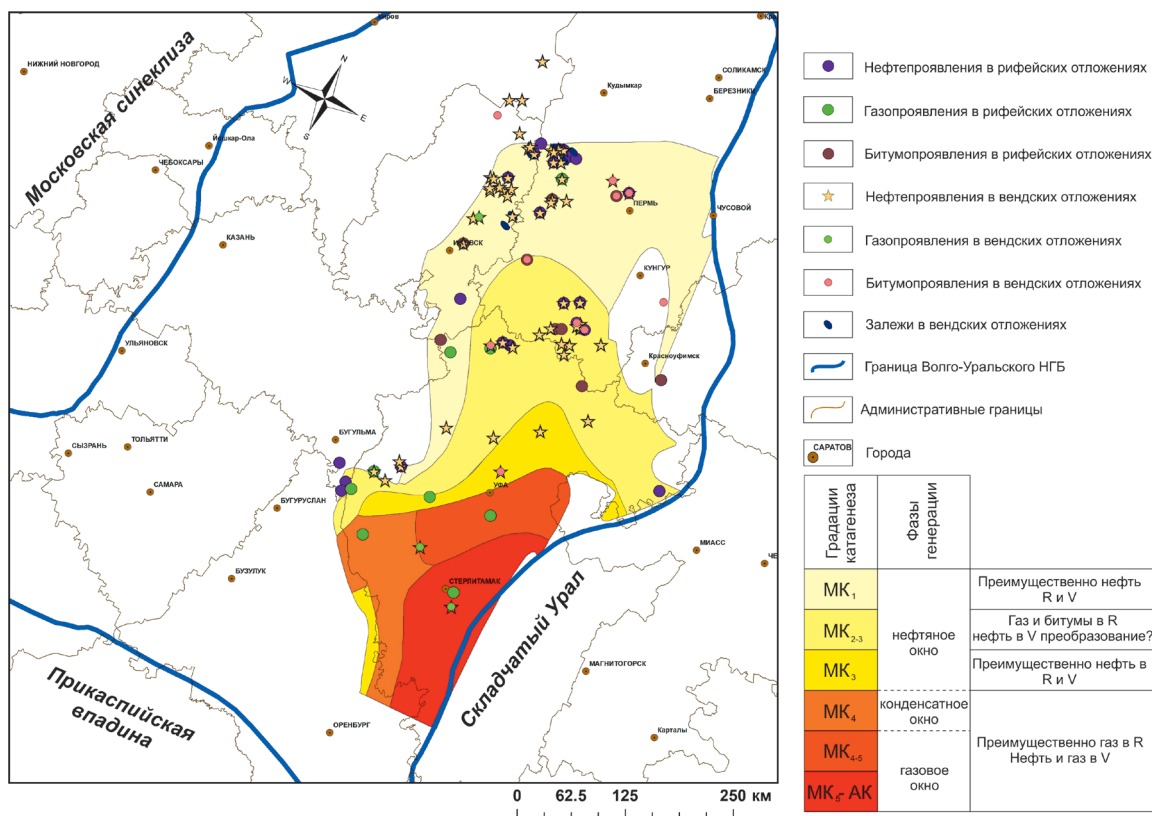 Киров
НИЖНИЙ НОВГОРОД
Московская синеклиза
N
W
E
S
Кудымкар
СОЛИКАМСК
БЕРЕЗНИКИ
Йошкар-Ола
ЧЕБОКСАРЫ
ПЕРМЬ
ЧУСОВОЙ
КАЗАНЬ
ИЖЕВСК
КУНГУР
УЛЬЯНОВСК
Красноуфимск
БУГУЛЬМА
ТОЛЬЯТТИ
СЫЗРАНЬ
САМАРА
УФА
БУГУРУСЛАН
МИАСС
БУЗУЛУК
СТЕРЛИТАМАК
Складчатый Урал
МАГНИТОГОРСК
Прикаспийская
впадина
ОРЕНБУРГ
Карталы
0 62.5 125 250 км
Нефтепроявления в рифейских отложениях
Газопроявления в рифейских отложениях
Битумопроявления в рифейских отложениях
Нефтепроявления в вендских отложениях
Газопроявления в вендских отложениях
Битумопроявления в вендских отложениях
Залежи в вендских отложениях
Граница Волго-Уральского НГБ
Административные границы
САРАТОВ
Города
Градации
катагенеза
Фазы
генерации
МК1
нефтяное
окно
Преимущественно нефть
R и V
МК2-3
Газ и битумы в R
нефть в V преобразование?
МК3
Преимущественно нефть в
R и V
МК4
конденсатное
окно
Преимущественно газ в R
Нефть и газ в V
МК4-5
газовое
окно
МК5- АК